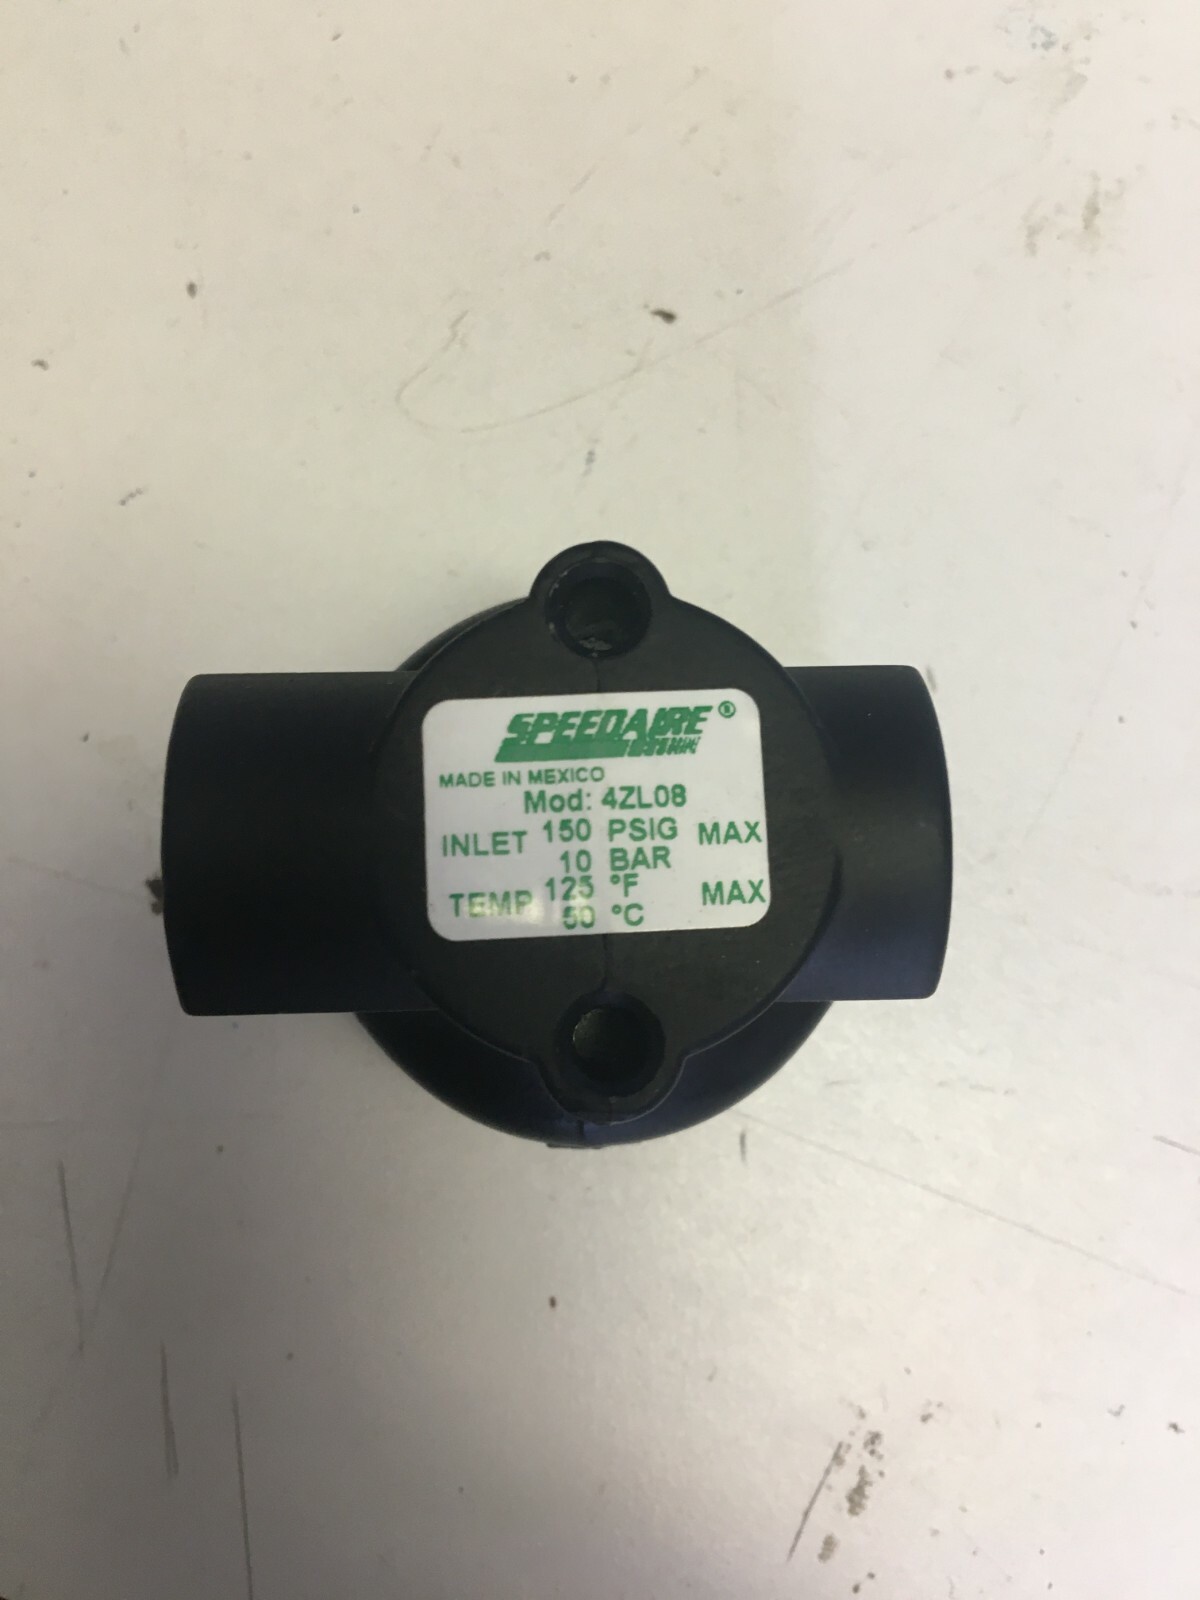 SPEEDAIRE ®
MADE IN MEXICO
Mod: 4ZL08
INLET 150 PSIG MAX
10 BAR
TEMP 125 °F MAX
50 °C